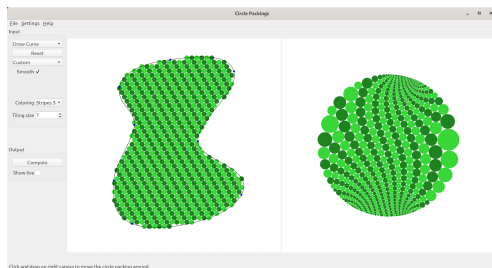 Circle Packings
File Settings Help
Input
Draw Curve
Reset
Custom
Smooth
Coloring Stripes 3
Tiling size 7
Output
Compute
Show live
Click and drag on right canvas to move the circle packing around